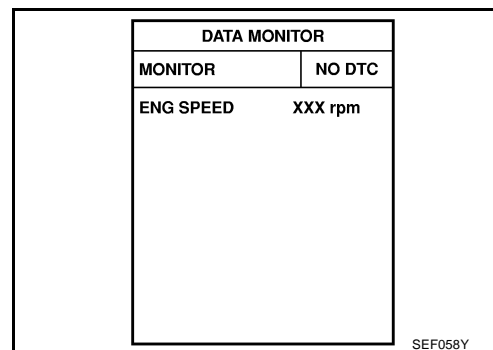 DATA MONITOR
MONITOR NO DTC
ENG SPEED XXX rpm
SEF058Y